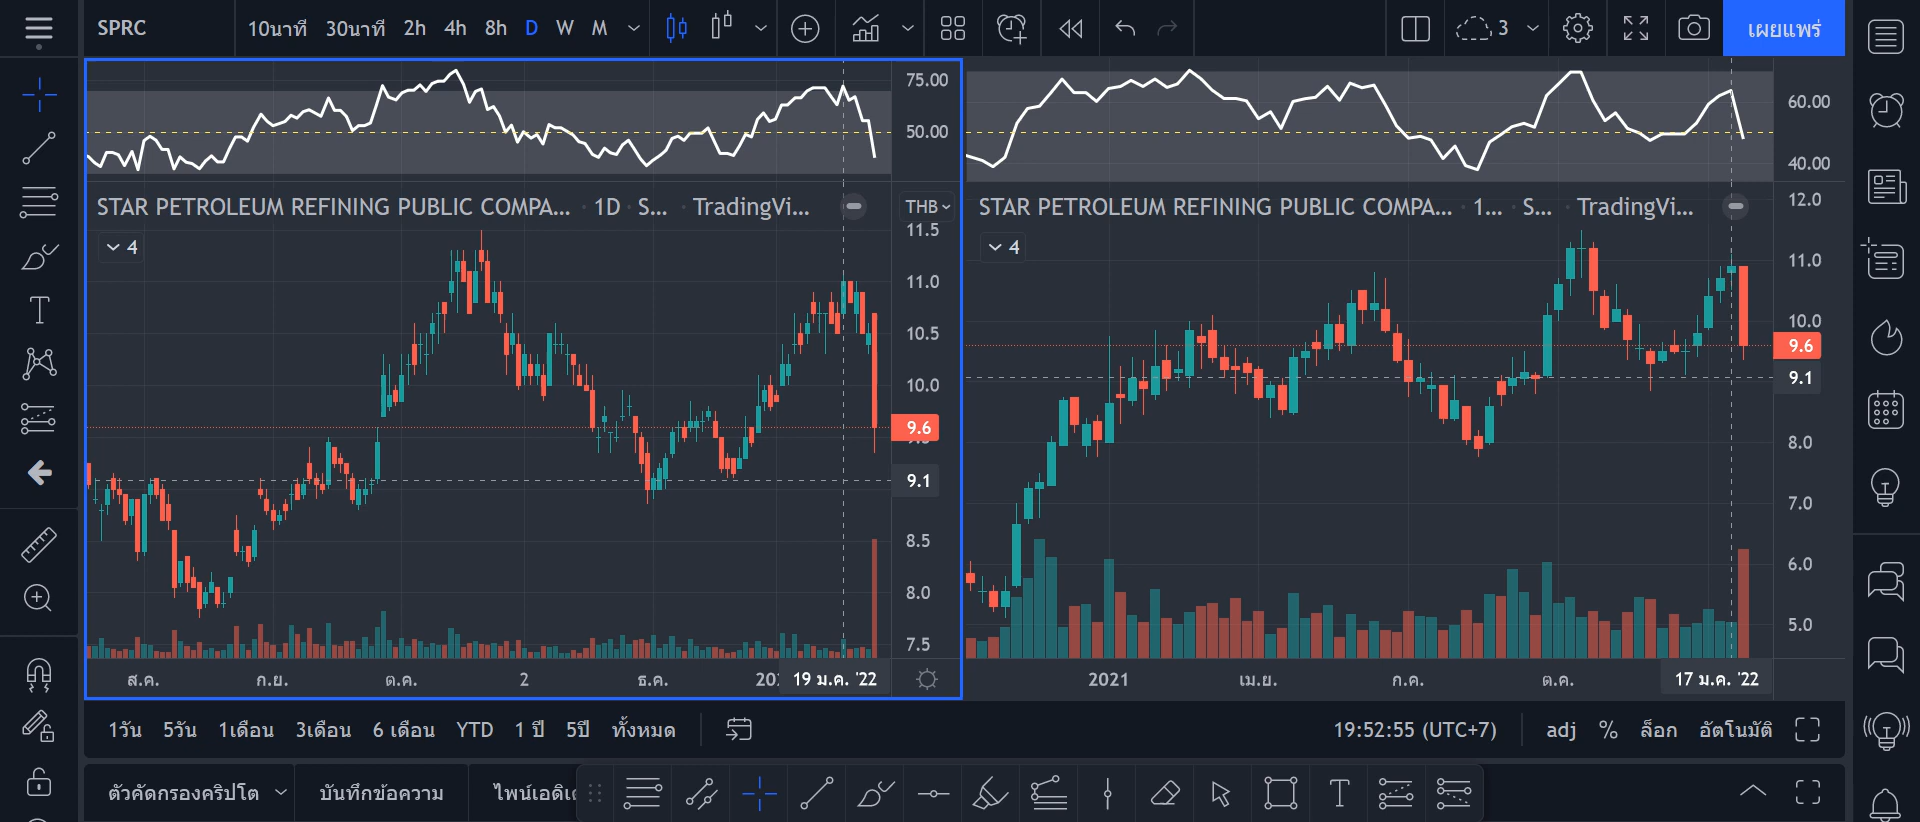 SPRC
10นาที 30นาที 2h 4h 8h D W M
3
เผยแพร่
75.00
50.00
60.00
40.00
STAR PETROLEUM REFINING PUBLIC COMPA... · 1D · S... · TradingVi...
THB
4
11.5
11.0
10.5
10.0
9.6
9.1
8.5
8.0
7.5
ส.ค. ก.ย. ต.ค. 2 ธ.ค. 19 ม.ค. '22
STAR PETROLEUM REFINING PUBLIC COMPA... · 1... · S... · TradingVi...
4
12.0
11.0
10.0
9.6
9.1
8.0
7.0
6.0
5.0
2021 เม.ย. ก.ค. ต.ค. 17 ม.ค. '22
1วัน 5วัน 1เดือน 3เดือน 6 เดือน YTD 1 ปี 5ปี ทั้งหมด
19:52:55 (UTC+7) adj % ล็อก อัตโนมัติ
ตัวคัดกรองคริปโต บันทึกข้อความ